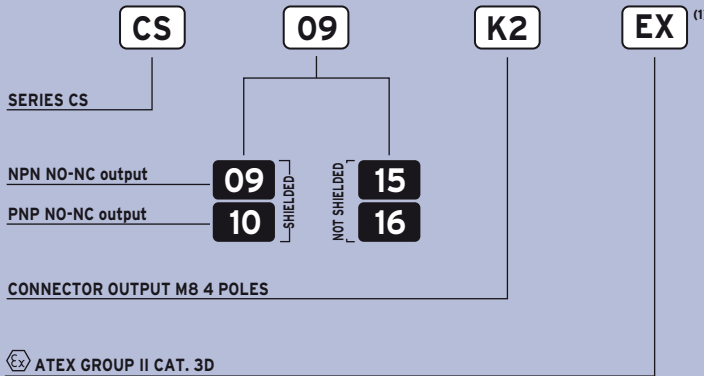 CS 09 K2 EX (1)
SERIES CS
NPN NO-NC output 09 15
PNP NO-NC output 10 16
SHIELDED
NOT SHIELDED
CONNECTOR OUTPUT M8 4 POLES
Ex ATEX GROUP II CAT. 3D